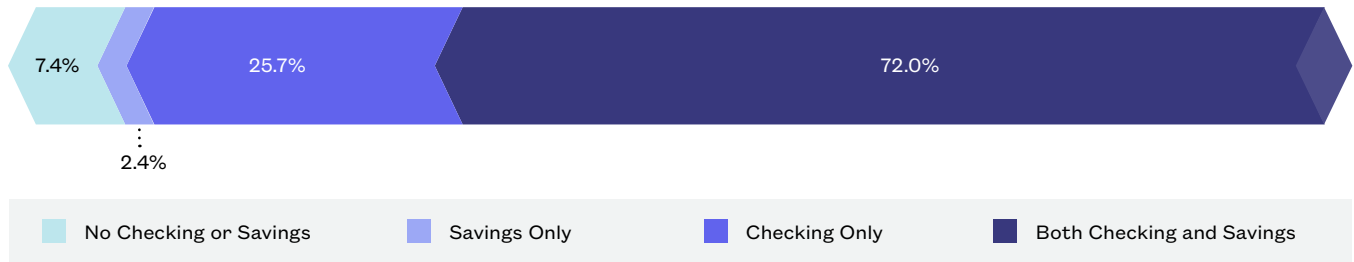 7.4%
25.7%
72.0%
2.4%
No Checking or Savings
Savings Only
Checking Only
Both Checking and Savings